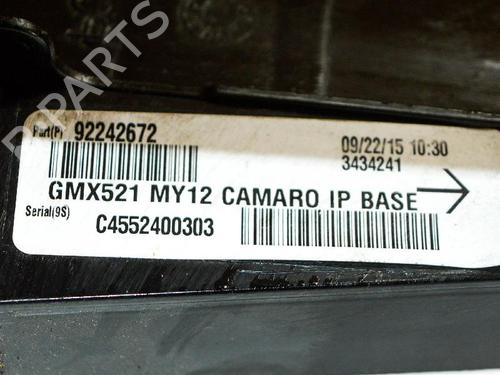 B PARTS
Part(P) 92242672
09/22/15 10:30
3434241
GMX521 MY12 CAMARO IP BASE
Serial(9S) C4552400303